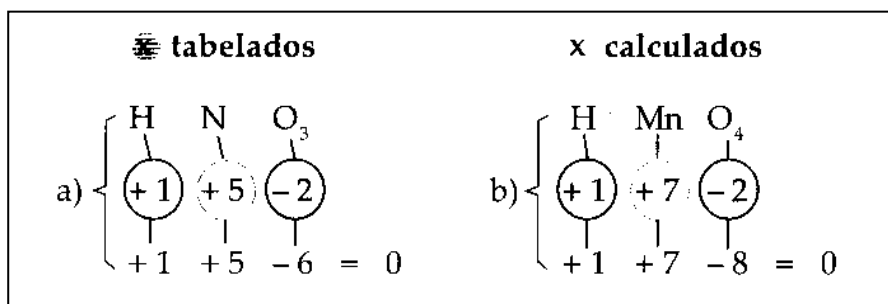 x tabelados x calculados
a) H N O3
+1 +5 −2
+1 +5 −6 = 0
b) H Mn O4
+1 +7 −2
+1 +7 −8 = 0